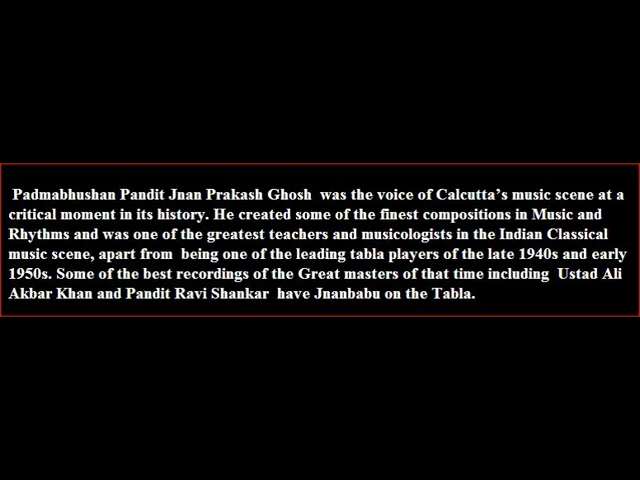 Padmabhushan Pandit Jnan Prakash Ghosh  was the voice of Calcutta’s music scene at a
critical moment in its history. He created some of the finest compositions in Music and
Rhythms and was one of the greatest teachers and musicologists in the Indian Classical
music scene, apart from  being one of the leading tabla players of the late 1940s and early
1950s. Some of the best recordings of the Great masters of that time including  Ustad Ali
Akbar Khan and Pandit Ravi Shankar  have Jnanbabu on the Tabla.